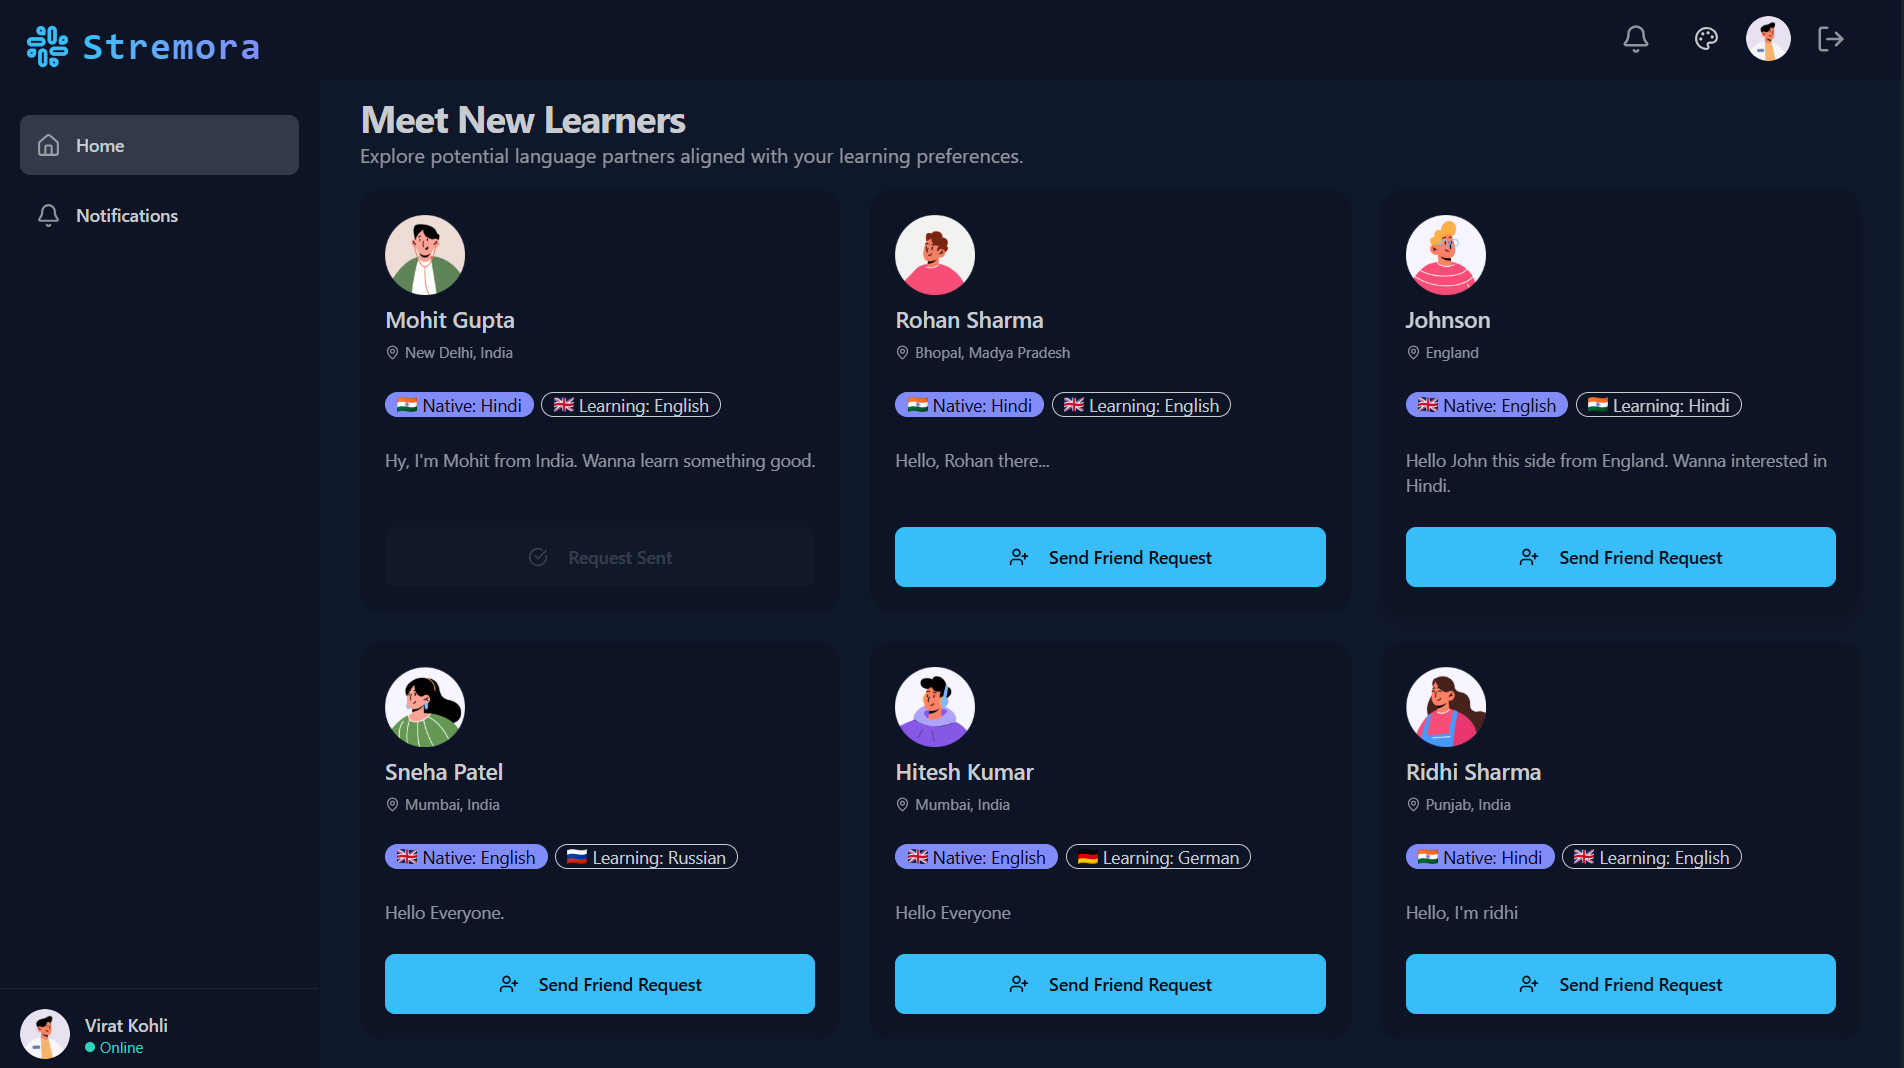 Stremora
Home
Notifications
Meet New Learners
Explore potential language partners aligned with your learning preferences.
Mohit Gupta
New Delhi, India
Native: Hindi
Learning: English
Hy, I'm Mohit from India. Wanna learn something good.
Request Sent
Rohan Sharma
Bhopal, Madya Pradesh
Native: Hindi
Learning: English
Hello, Rohan there...
Send Friend Request
Johnson
England
Native: English
Learning: Hindi
Hello John this side from England. Wanna interested in
Hindi.
Send Friend Request
Sneha Patel
Mumbai, India
Native: English
Learning: Russian
Hello Everyone.
Send Friend Request
Hitesh Kumar
Mumbai, India
Native: English
Learning: German
Hello Everyone
Send Friend Request
Ridhi Sharma
Punjab, India
Native: Hindi
Learning: English
Hello, I'm ridhi
Send Friend Request
Virat Kohli
Online